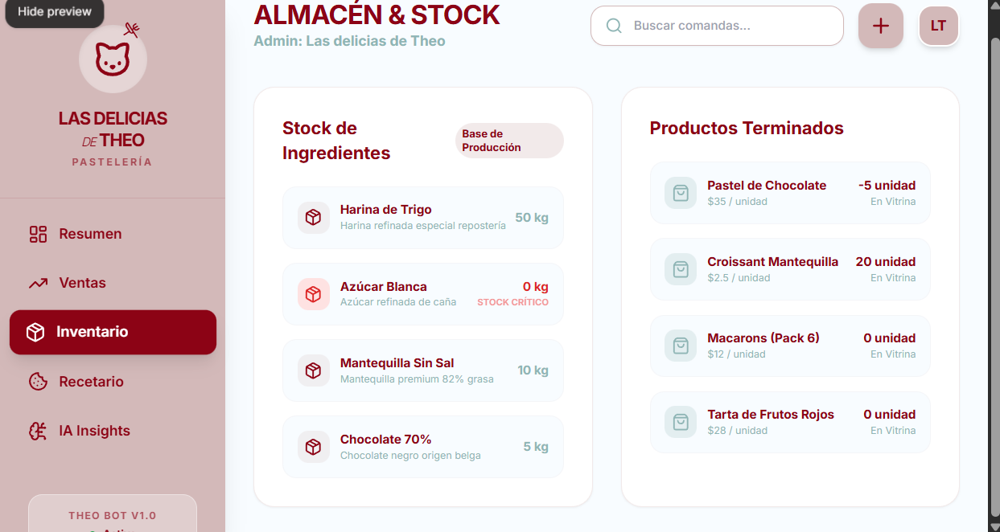 Hide preview
LAS DELICIAS
DE THEO
PASTELERÍA
Resumen
Ventas
Inventario
Recetario
IA Insights
THEO BOT V1.0
ALMACÉN & STOCK
Admin: Las delicias de Theo
Buscar comandas...
+
LT
Stock de
Ingredientes
Base de
Producción
Harina de Trigo
Harina refinada especial repostería
50 kg
Azúcar Blanca
Azúcar refinada de caña
0 kg
STOCK CRÍTICO
Mantequilla Sin Sal
Mantequilla premium 82% grasa
10 kg
Chocolate 70%
Chocolate negro origen belga
5 kg
Productos Terminados
Pastel de Chocolate
$35 / unidad
-5 unidad
En Vitrina
Croissant Mantequilla
$2.5 / unidad
20 unidad
En Vitrina
Macarons (Pack 6)
$12 / unidad
0 unidad
En Vitrina
Tarta de Frutos Rojos
$28 / unidad
0 unidad
En Vitrina